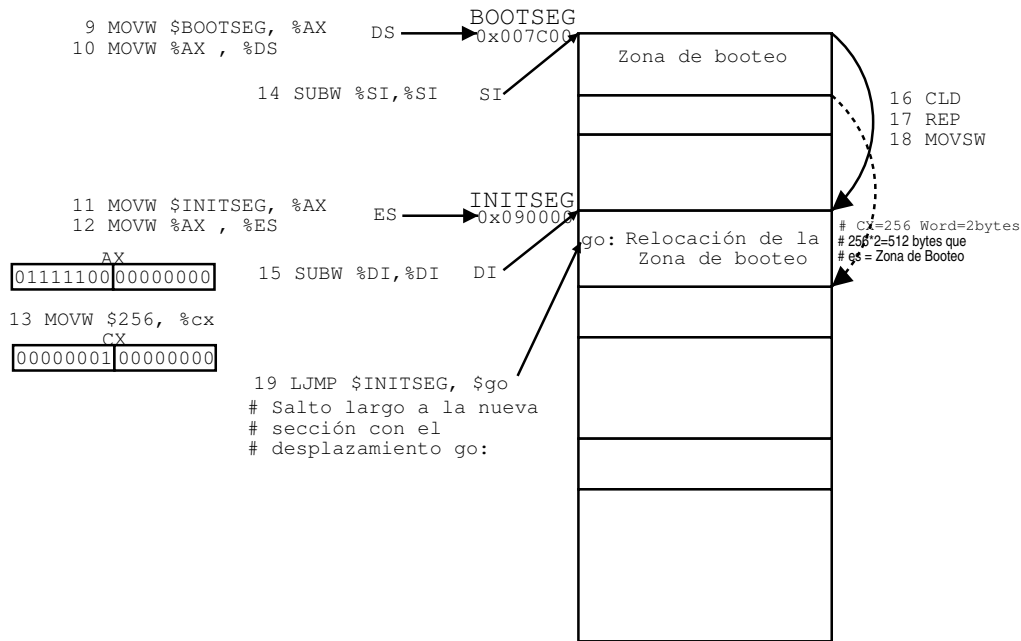 BOOTSEG
9 MOVW $BOOTSEG, %AX
DS
0x007C00
10 MOVW %AX , %DS
Zona de booteo
14 SUBW %SI,%SI
SI
16 CLD
17 REP
18 MOVSW
11 MOVW $INITSEG, %AX
INITSEG
12 MOVW %AX , %ES
ES
0x090000
# CX=256 Word=2bytes
# 256*2=512 bytes que
# es = Zona de Booteo
go: Relocación de la
Zona de booteo
15 SUBW %DI,%DI
DI
AX
01111100 00000000
13 MOVW $256, %cx
CX
00000001 00000000
19 LJMP $INITSEG, $go
# Salto largo a la nueva
# sección con el
# desplazamiento go: